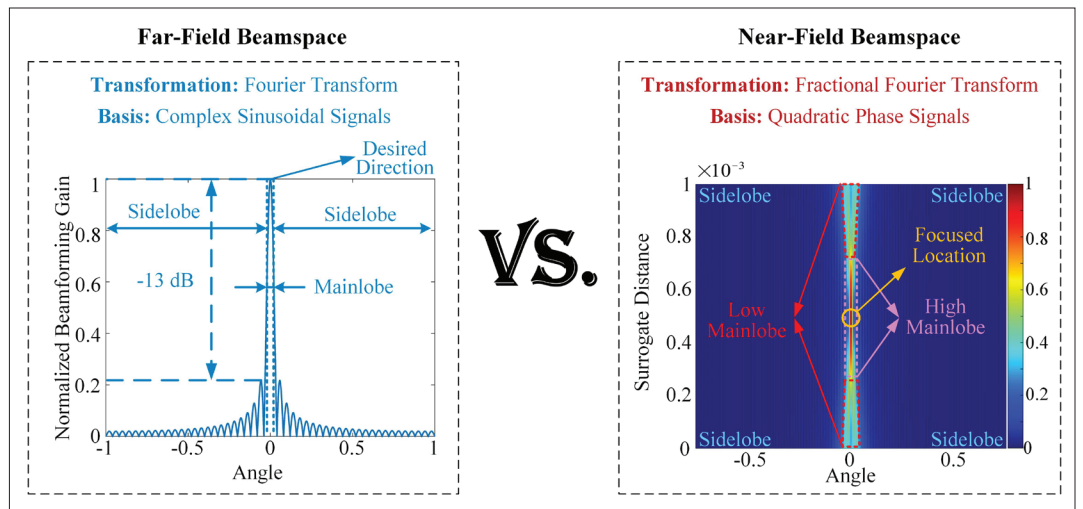 Far-Field Beamspace
Transformation: Fourier Transform
Basis: Complex Sinusoidal Signals
Desired
Direction
1
0.8
0.6
0.4
0.2
0
Normalized Beamforming Gain
Sidelobe
Sidelobe
-13 dB
Mainlobe
-1
-0.5
0
0.5
1
Angle
VS.
Near-Field Beamspace
Transformation: Fractional Fourier Transform
Basis: Quadratic Phase Signals
×10⁻³
1
0.8
0.6
0.4
0.2
0
Surrogate Distance
Sidelobe
Sidelobe
Focused
Location
Low
Mainlobe
High
Mainlobe
Sidelobe
Sidelobe
-0.5
0
0.5
Angle
1
0.8
0.6
0.4
0.2
0